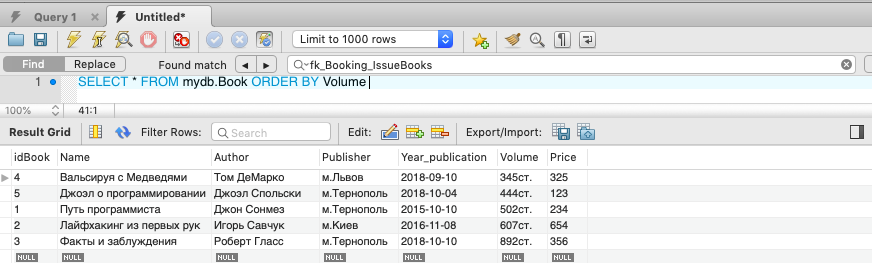 Query 1 Untitled*
Limit to 1000 rows
Find Replace Found match fk_Booking_IssueBooks
1 SELECT * FROM mydb.Book ORDER BY Volume
100% 41:1
Result Grid Filter Rows: Search Edit: Export/Import:
idBook Name Author Publisher Year_publication Volume Price
4 Вальсируя с Медведями Том ДеМарко м.Львов 2018-09-10 345ст. 325
5 Джоэл о программировании Джоэл Спольски м.Тернополь 2018-10-04 444ст. 123
1 Путь программиста Джон Сонмез м.Тернополь 2015-10-10 502ст. 234
2 Лайфхакинг из первых рук Игорь Савчук м.Киев 2016-11-08 607ст. 654
3 Факты и заблуждения Роберт Гласс м.Тернополь 2018-10-10 892ст. 356
NULL NULL NULL NULL NULL NULL NULL